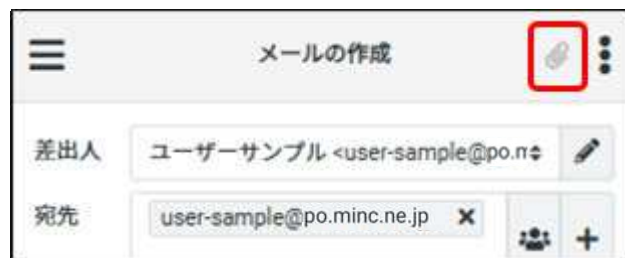 メールの作成
差出人 ユーザーサンプル <user-sample@po.m
宛先 user-sample@po.minc.ne.jp